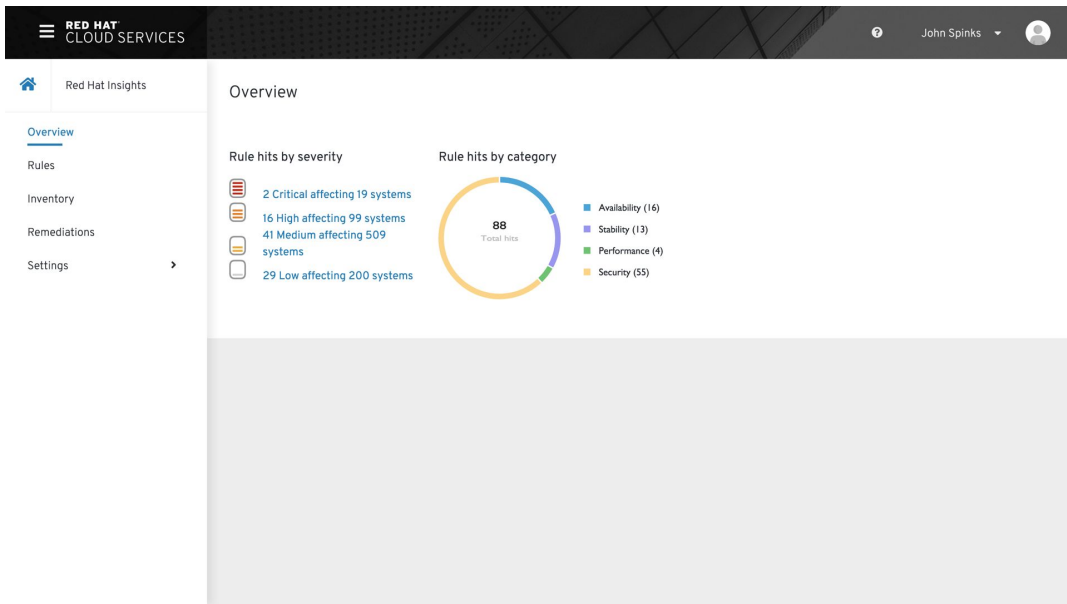 RED HAT
CLOUD SERVICES
John Spinks
Red Hat Insights
Overview
Rules
Inventory
Remediations
Settings
Overview
Rule hits by severity
2 Critical affecting 19 systems
16 High affecting 99 systems
41 Medium affecting 509
systems
29 Low affecting 200 systems
Rule hits by category
88
Total hits
Availability (16)
Stability (13)
Performance (4)
Security (55)